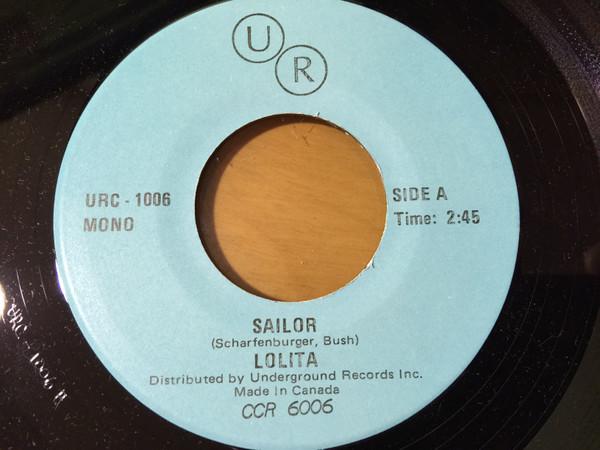 U
R
URC - 1006
MONO
SIDE A
Time: 2:45
SAILOR
(Scharfenburger, Bush)
LOLITA
Distributed by Underground Records Inc.
Made In Canada
CCR 6006